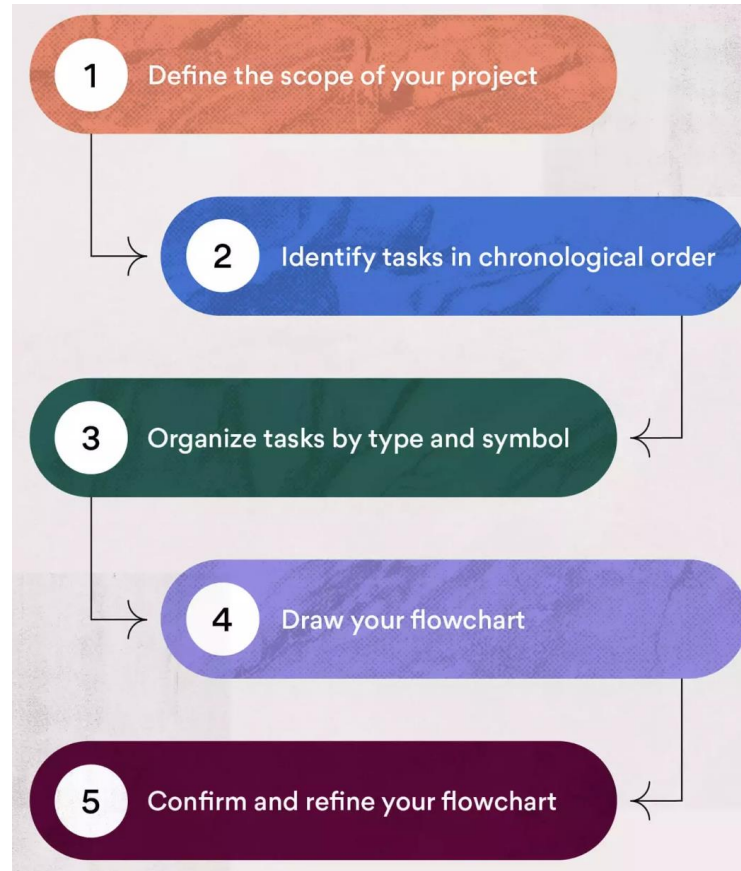 1 Define the scope of your project
2 Identify tasks in chronological order
3 Organize tasks by type and symbol
4 Draw your flowchart
5 Confirm and refine your flowchart